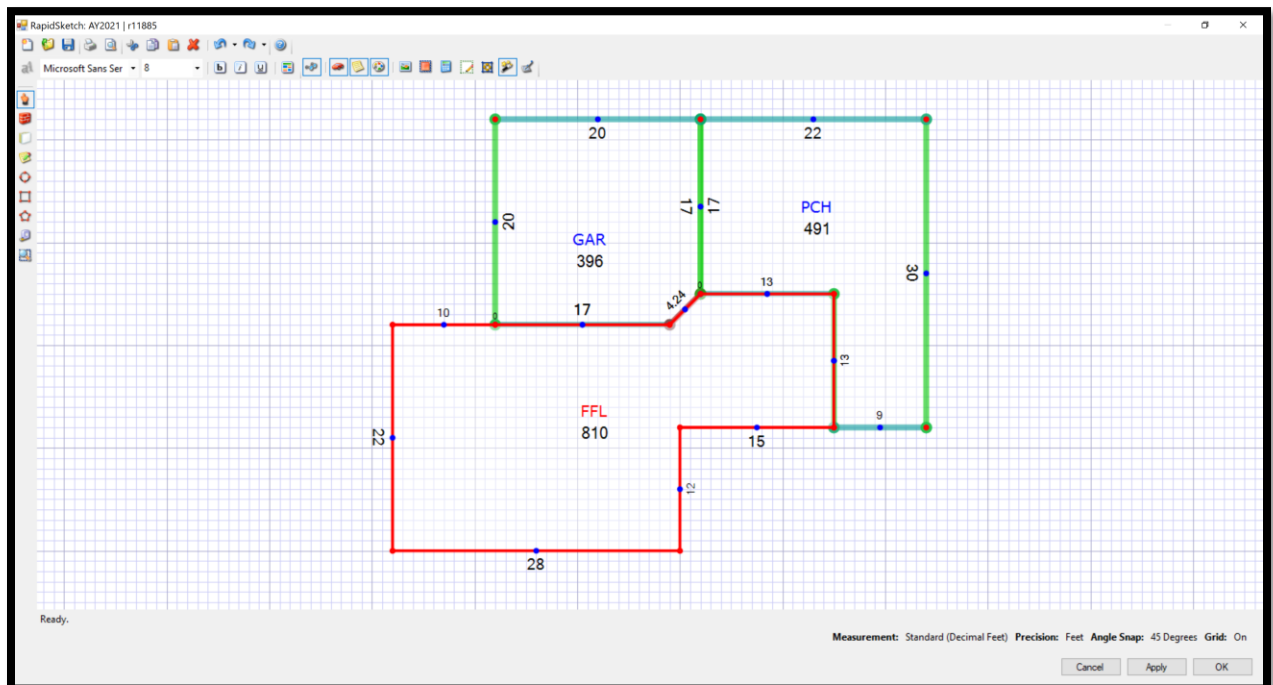 RapidSketch: AY2021 | r11885
Microsoft Sans Ser 8 b i u
20
22
20
17
17
PCH
491
GAR
396
30
4.24
13
10
0
17
0
13
FFL
810
22
9
15
12
28
Ready.
Measurement: Standard (Decimal Feet) Precision: Feet Angle Snap: 45 Degrees Grid: On
Cancel Apply OK